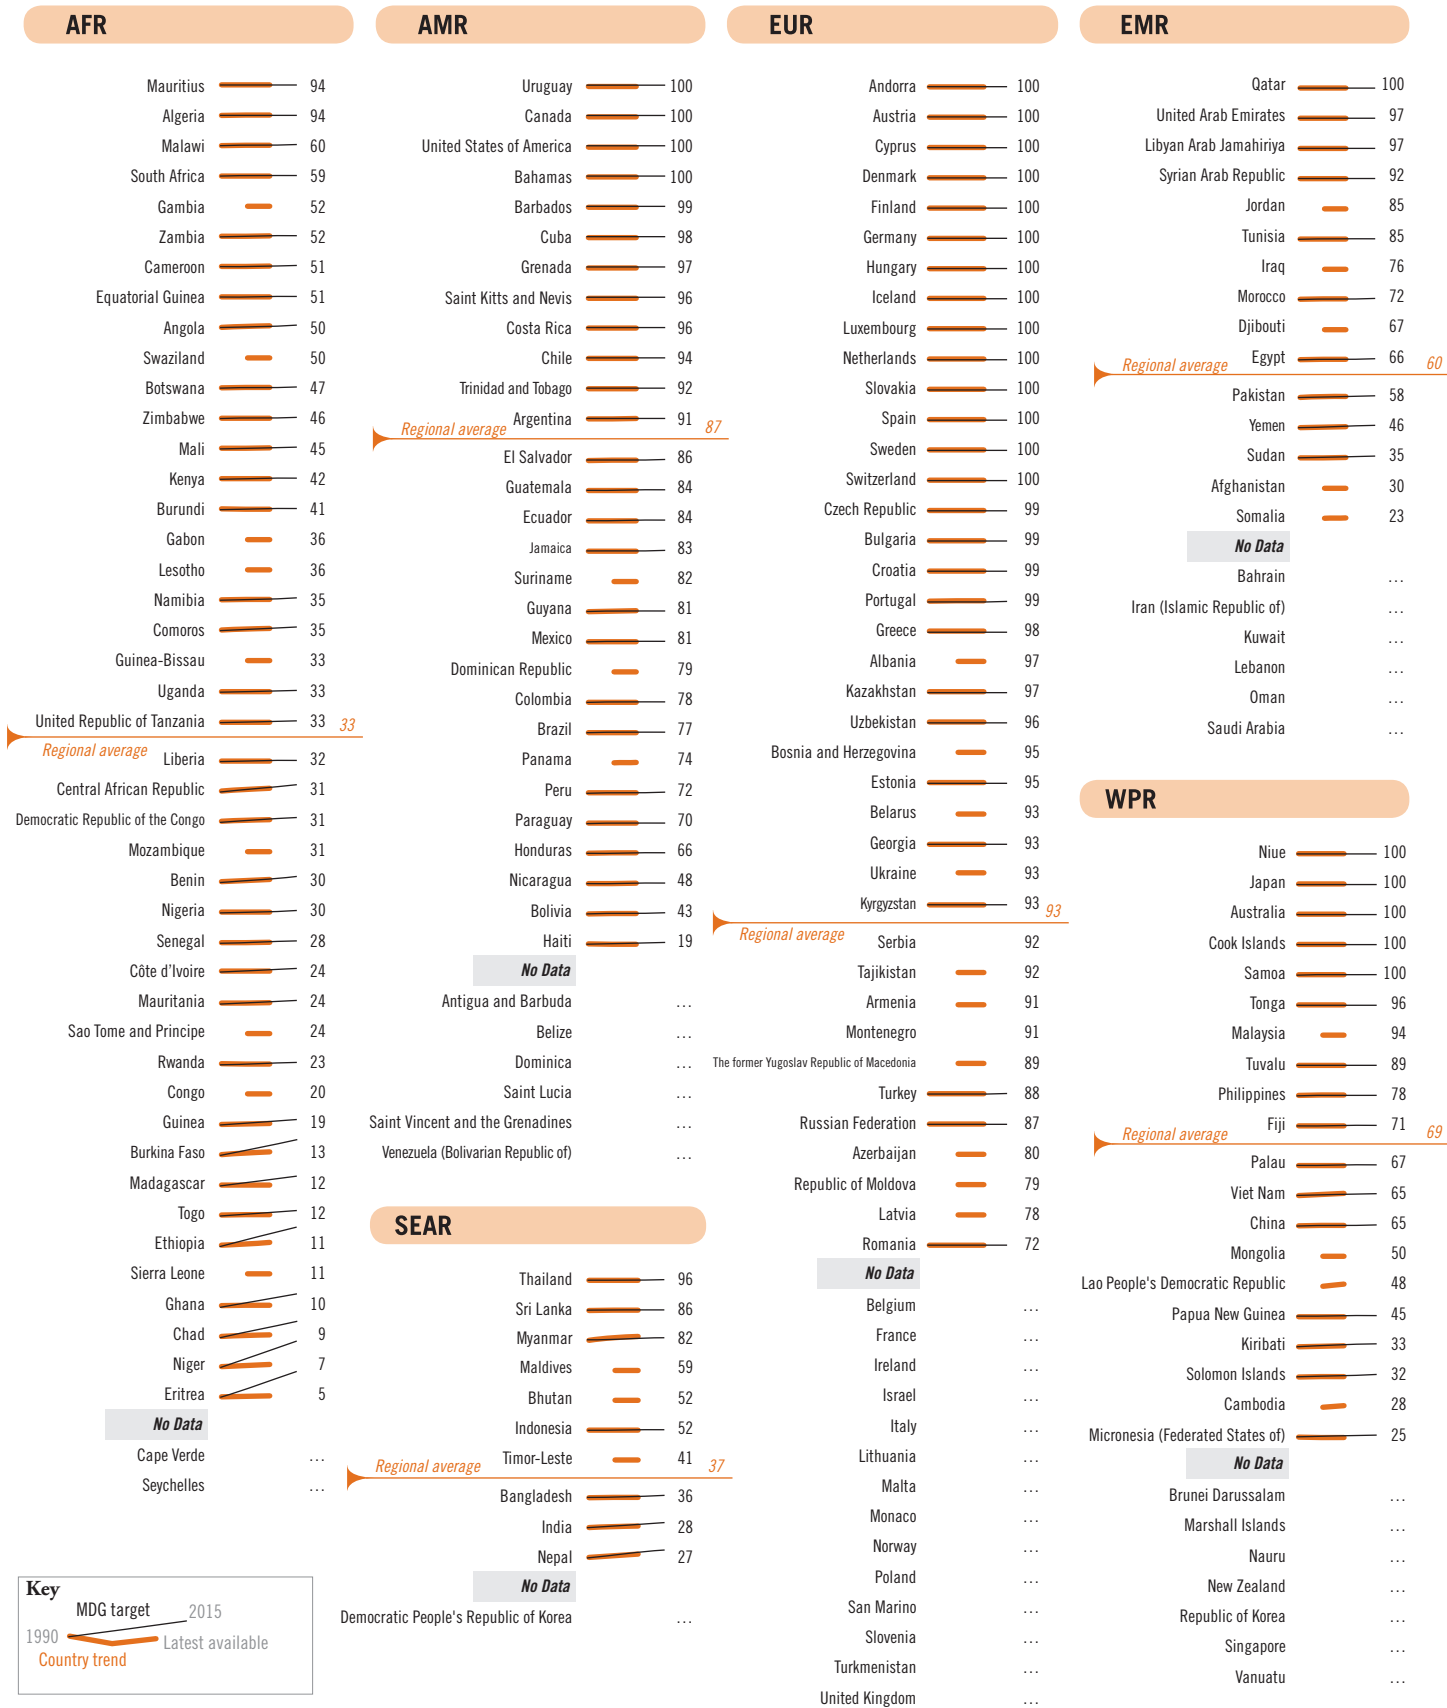 AFR
Mauritius 94
Algeria 94
Malawi 60
South Africa 59
Gambia 52
Zambia 52
Cameroon 51
Equatorial Guinea 51
Angola 50
Swaziland 50
Botswana 47
Zimbabwe 46
Mali 45
Kenya 42
Burundi 41
Gabon 36
Lesotho 36
Namibia 35
Comoros 35
Guinea-Bissau 33
Uganda 33
United Republic of Tanzania 33
Regional average 33
Liberia 32
Central African Republic 31
Democratic Republic of the Congo 31
Mozambique 31
Benin 30
Nigeria 30
Senegal 28
Côte d'Ivoire 24
Mauritania 24
Sao Tome and Principe 24
Rwanda 23
Congo 20
Guinea 19
Burkina Faso 13
Madagascar 12
Togo 12
Ethiopia 11
Sierra Leone 11
Ghana 10
Chad 9
Niger 7
Eritrea 5
No Data
Cape Verde ...
Seychelles ...
Key
MDG target 2015
1990 Latest available
Country trend
AMR
Uruguay 100
Canada 100
United States of America 100
Bahamas 100
Barbados 99
Cuba 98
Grenada 97
Saint Kitts and Nevis 96
Costa Rica 96
Chile 94
Trinidad and Tobago 92
Argentina 91
Regional average 87
El Salvador 86
Guatemala 84
Ecuador 84
Jamaica 83
Suriname 82
Guyana 81
Mexico 81
Dominican Republic 79
Colombia 78
Brazil 77
Panama 74
Peru 72
Paraguay 70
Honduras 66
Nicaragua 48
Bolivia 43
Haiti 19
No Data
Antigua and Barbuda ...
Belize ...
Dominica ...
Saint Lucia ...
Saint Vincent and the Grenadines ...
Venezuela (Bolivarian Republic of) ...
SEAR
Thailand 96
Sri Lanka 86
Myanmar 82
Maldives 59
Bhutan 52
Indonesia 52
Timor-Leste 41
Regional average 37
Bangladesh 36
India 28
Nepal 27
No Data
Democratic People's Republic of Korea ...
EUR
Andorra 100
Austria 100
Cyprus 100
Denmark 100
Finland 100
Germany 100
Hungary 100
Iceland 100
Luxembourg 100
Netherlands 100
Slovakia 100
Spain 100
Sweden 100
Switzerland 100
Czech Republic 99
Bulgaria 99
Croatia 99
Portugal 99
Greece 98
Albania 97
Kazakhstan 97
Uzbekistan 96
Bosnia and Herzegovina 95
Estonia 95
Belarus 93
Georgia 93
Ukraine 93
Kyrgyzstan 93
Regional average 93
Serbia 92
Tajikistan 92
Armenia 91
Montenegro 91
The former Yugoslav Republic of Macedonia 89
Turkey 88
Russian Federation 87
Azerbaijan 80
Republic of Moldova 79
Latvia 78
Romania 72
No Data
Belgium ...
France ...
Ireland ...
Israel ...
Italy ...
Lithuania ...
Malta ...
Monaco ...
Norway ...
Poland ...
San Marino ...
Slovenia ...
Turkmenistan ...
United Kingdom ...
EMR
Qatar 100
United Arab Emirates 97
Libyan Arab Jamahiriya 97
Syrian Arab Republic 92
Jordan 85
Tunisia 85
Iraq 76
Morocco 72
Djibouti 67
Egypt 66
Regional average 60
Pakistan 58
Yemen 46
Sudan 35
Afghanistan 30
Somalia 23
No Data
Bahrain ...
Iran (Islamic Republic of) ...
Kuwait ...
Lebanon ...
Oman ...
Saudi Arabia ...
WPR
Niue 100
Japan 100
Australia 100
Cook Islands 100
Samoa 100
Tonga 96
Malaysia 94
Tuvalu 89
Philippines 78
Fiji 71
Regional average 69
Palau 67
Viet Nam 65
China 65
Mongolia 50
Lao People's Democratic Republic 48
Papua New Guinea 45
Kiribati 33
Solomon Islands 32
Cambodia 28
Micronesia (Federated States of) 25
No Data
Brunei Darussalam ...
Marshall Islands ...
Nauru ...
New Zealand ...
Republic of Korea ...
Singapore ...
Vanuatu ...